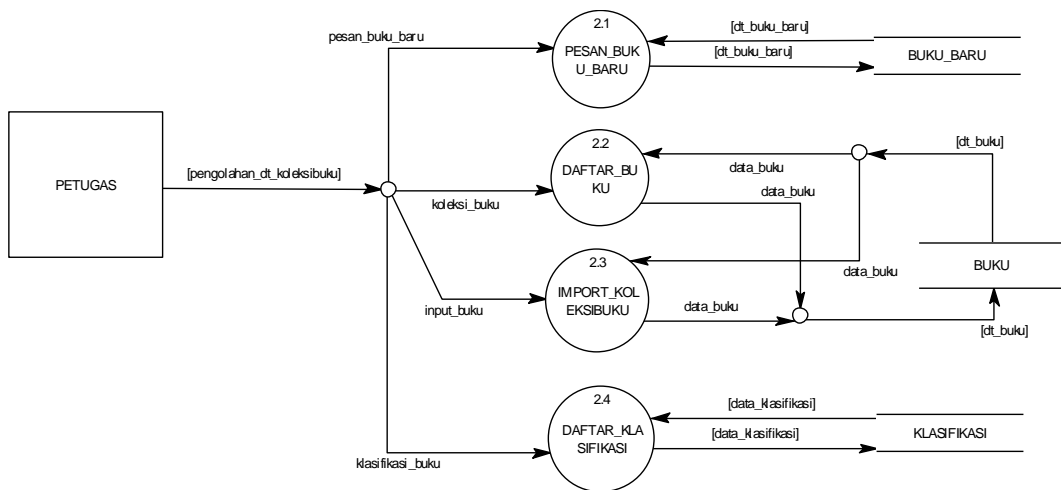 2.1
[dt_buku_baru]
pesan_buku_baru
PESAN_BUK
U_BARU
[dt_buku_baru]
BUKU_BARU
2.2
[dt_buku]
PETUGAS
[pengolahan_dt_koleksibuku]
DAFTAR_BU
KU
data_buku
data_buku
koleksi_buku
2.3
BUKU
data_buku
IMPORT_KOL
EKSIBUKU
data_buku
input_buku
[dt_buku]
2.4
[data_klasifikasi]
DAFTAR_KLA
SIFIKASI
[data_klasifikasi]
KLASIFIKASI
klasifikasi_buku